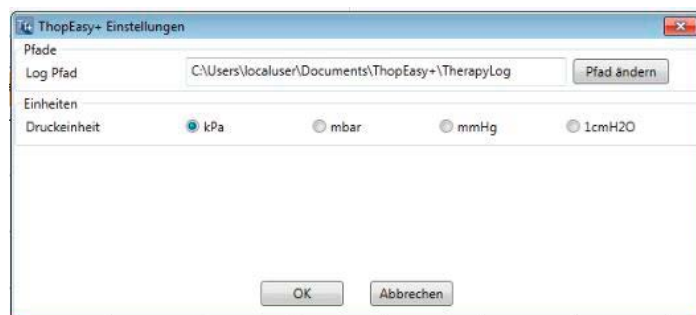 ThopEasy+ Einstellungen
Pfade
Log Pfad C:\Users\localuser\Documents\ThopEasy+\TherapyLog Pfad ändern
Einheiten
Druckeinheit kPa mbar mmHg 1cmH2O
OK Abbrechen